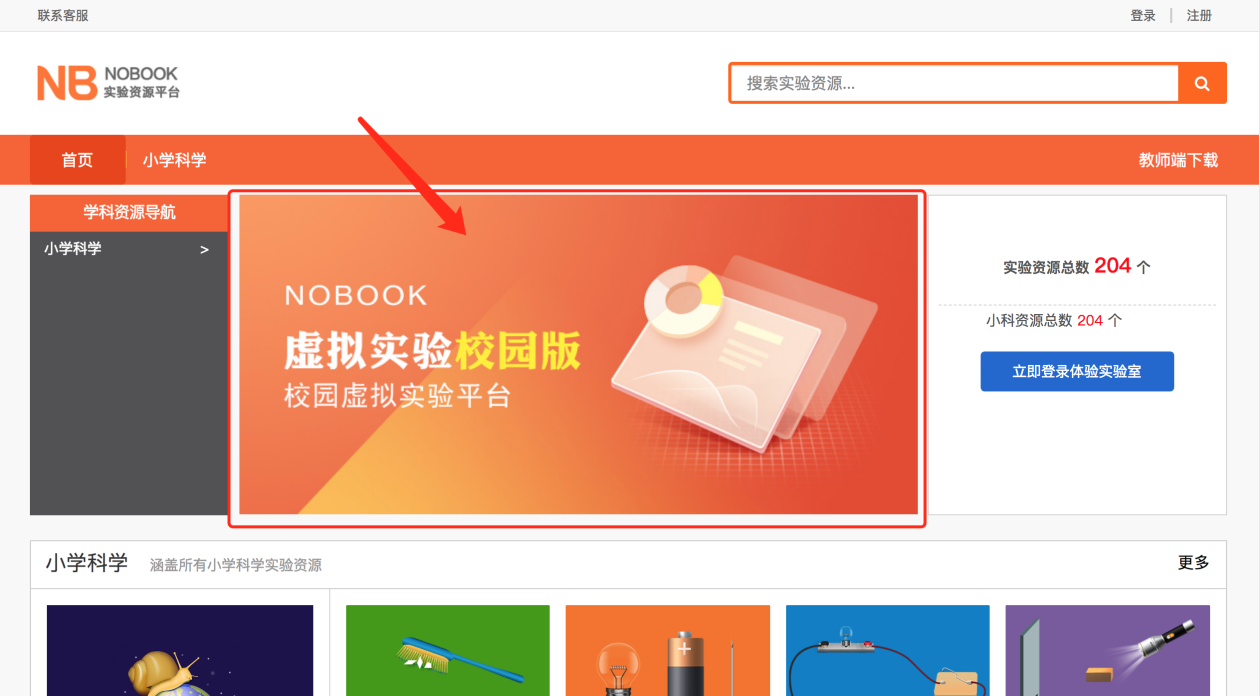 联系客服
登录
注册
NB NOBOOK
实验资源平台
搜索实验资源...
首页
小学科学
教师端下载
学科资源导航
小学科学 >
NOBOOK
虚拟实验校园版
校园虚拟实验平台
实验资源总数 204 个
小科资源总数 204 个
立即登录体验实验室
小学科学 涵盖所有小学科学实验资源
更多